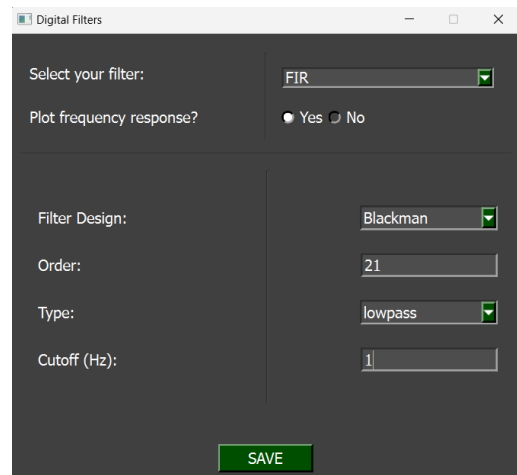 Digital Filters
Select your filter: FIR
Plot frequency response? Yes No
Filter Design: Blackman
Order: 21
Type: lowpass
Cutoff (Hz): 1
SAVE